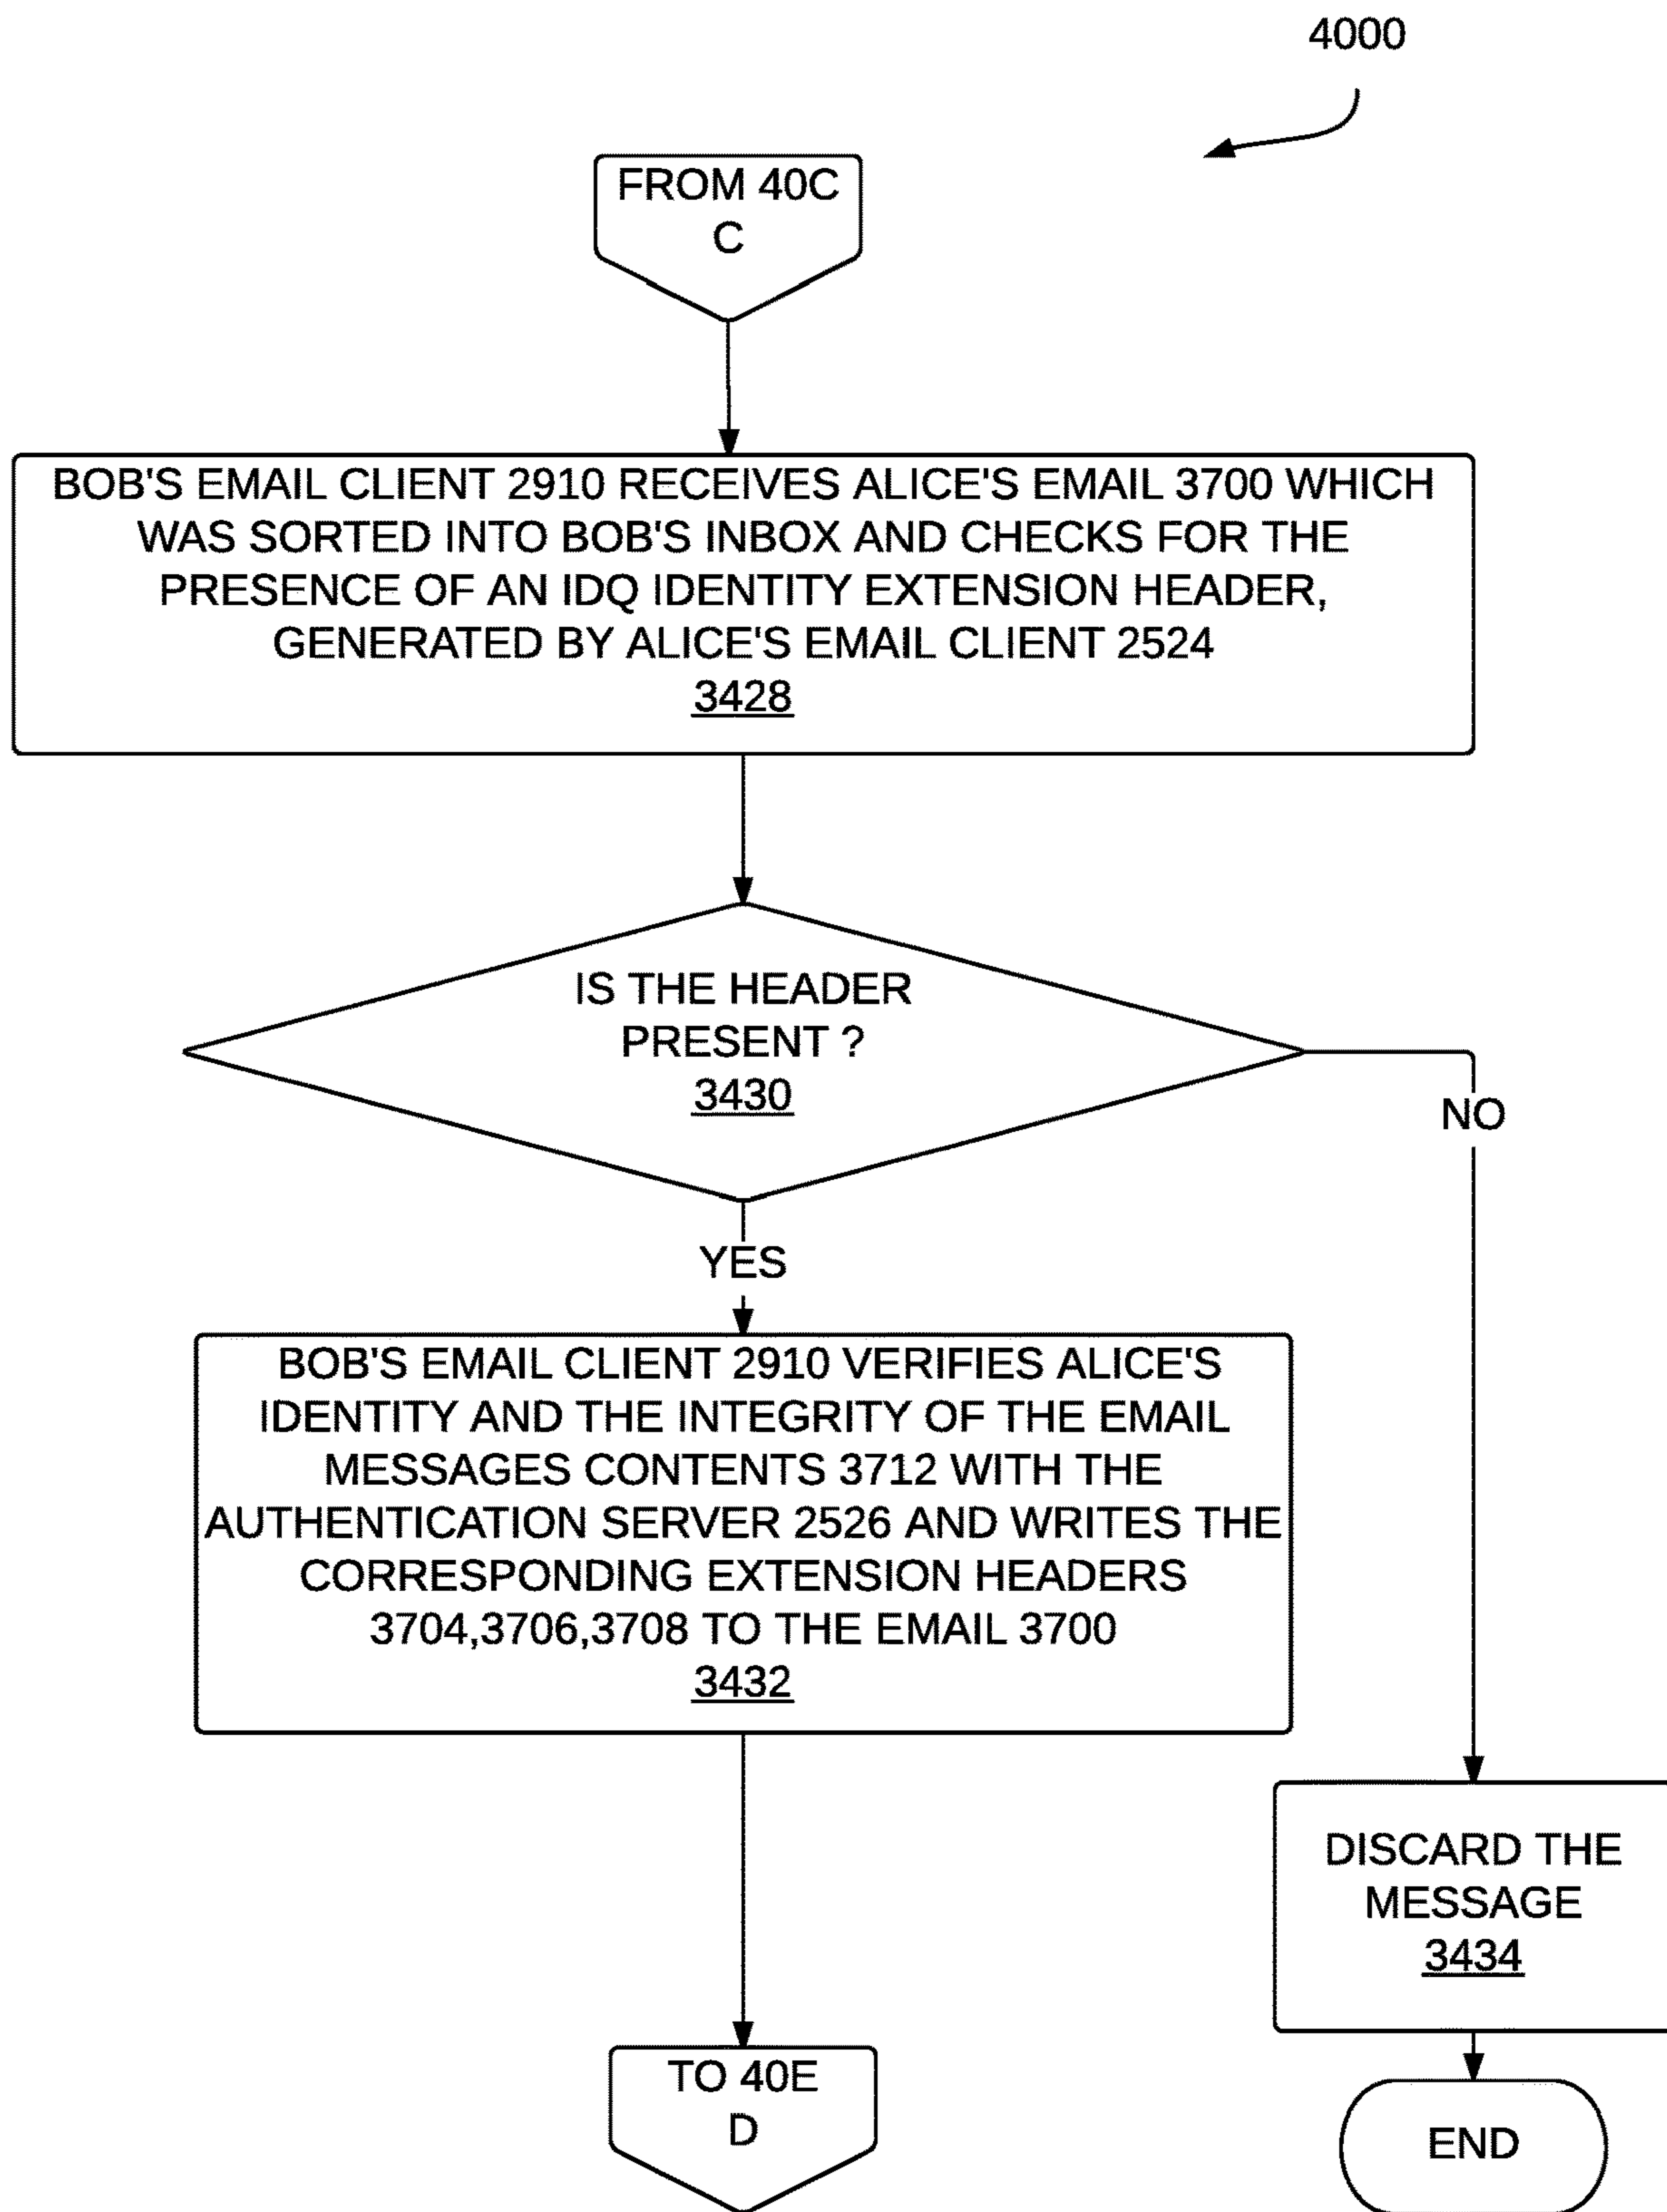 4000
FROM 40C
C
BOB'S EMAIL CLIENT 2910 RECEIVES ALICE'S EMAIL 3700 WHICH
WAS SORTED INTO BOB'S INBOX AND CHECKS FOR THE
PRESENCE OF AN IDQ IDENTITY EXTENSION HEADER,
GENERATED BY ALICE'S EMAIL CLIENT 2524
3428
IS THE HEADER
PRESENT ?
3430
NO
YES
BOB'S EMAIL CLIENT 2910 VERIFIES ALICE'S
IDENTITY AND THE INTEGRITY OF THE EMAIL
MESSAGES CONTENTS 3712 WITH THE
AUTHENTICATION SERVER 2526 AND WRITES THE
CORRESPONDING EXTENSION HEADERS
3704,3706,3708 TO THE EMAIL 3700
3432
DISCARD THE
MESSAGE
3434
TO 40E
D
END